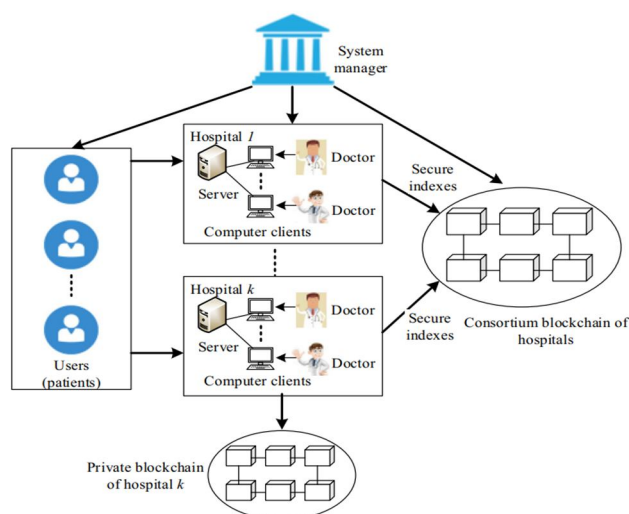 System
manager
Hospital 1
Doctor
Server
Doctor
Computer clients
Secure
indexes
Hospital k
Doctor
Server
Doctor
Computer clients
Secure
indexes
Consortium blockchain of
hospitals
Users
(patients)
Private blockchain
of hospital k